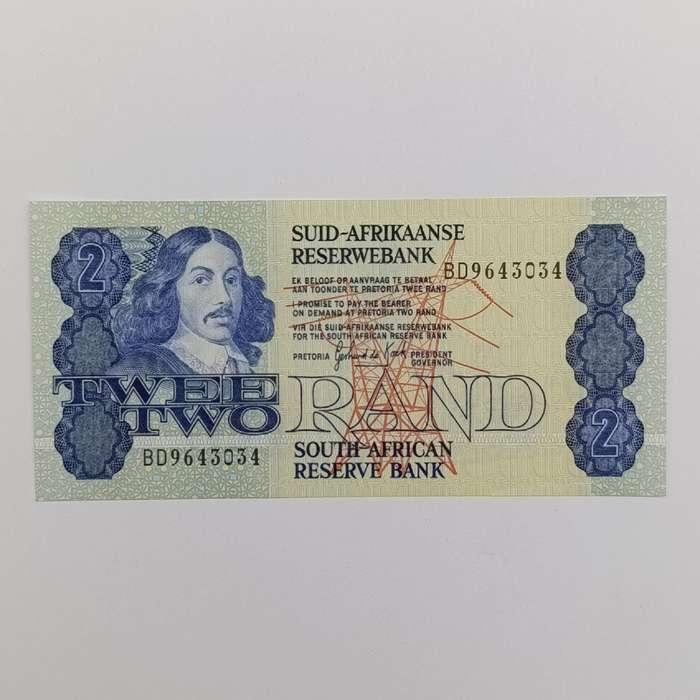 2
SUID-AFRIKAANSE
RESERWEBANK
BD9643034
EK BELOOF OP AANVRAAG TE BETAAL
AAN TOONDER TE PRETORIA TWEE RAND
I PROMISE TO PAY THE BEARER
ON DEMAND AT PRETORIA TWO RAND
VIR DIE SUID-AFRIKAANSE RESERWEBANK
FOR THE SOUTH AFRICAN RESERVE BANK
PRETORIA PRESIDENT
GOVERNOR
TWEE
TWO
RAND
2
BD9643034
SOUTH AFRICAN
RESERVE BANK